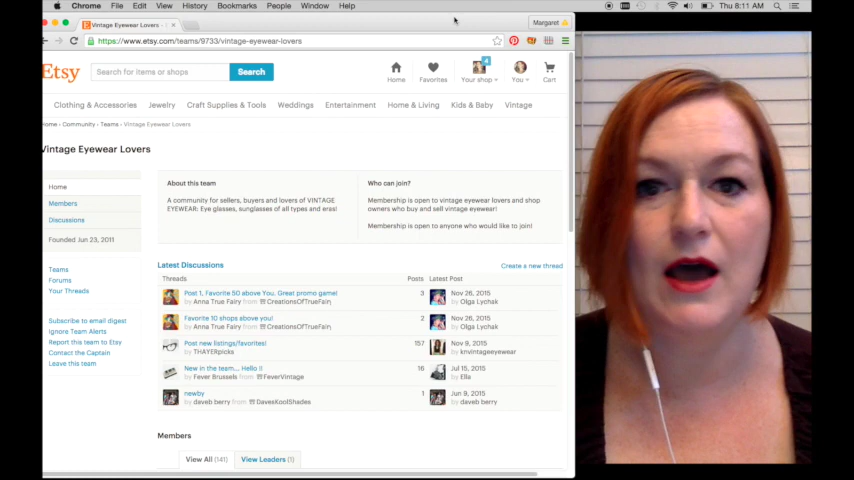 Chrome File Edit View History Bookmarks People Window Help Thu 8:11 AM
Vintage Eyewear Lovers - Margaret
https://www.etsy.com/teams/9733/vintage-eyewear-lovers
Etsy Search for items or shops Search Home Favorites 4 Your shop You Cart
Clothing & Accessories Jewelry Craft Supplies & Tools Weddings Entertainment Home & Living Kids & Baby Vintage
ome › Community › Teams › Vintage Eyewear Lovers
Vintage Eyewear Lovers
Home
Members
Discussions
Founded Jun 23, 2011
Teams
Forums
Your Threads
Subscribe to email digest
Ignore Team Alerts
Report this team to Etsy
Contact the Captain
Leave this team
About this team
A community for sellers, buyers and lovers of VINTAGE
EYEWEAR: Eye glasses, sunglasses of all types and eras!
Who can join?
Membership is open to vintage eyewear lovers and shop
owners who buy and sell vintage eyewear!
Membership is open to anyone who would like to join!
Latest Discussions Create a new thread
Threads Posts Latest Post
Post 1, Favorite 50 above You, Great promo game! 3 Nov 26, 2015
by Anna True Fairy from CreationsOfTrueFairy by Olga Lychak
Favorite 10 shops above you! 2 Nov 26, 2015
by Anna True Fairy from CreationsOfTrueFairy by Olga Lychak
Post new listings/favorites! 157 Nov 9, 2015
by THAYERpicks by knvintageeyewear
New in the team... Hello !! 16 Jul 15, 2015
by Fever Brussels from FeverVintage by Ella
newby 1 Jun 9, 2015
by daveb berry from DavesKoolShades by daveb berry
Members
View All (141) View Leaders (1)